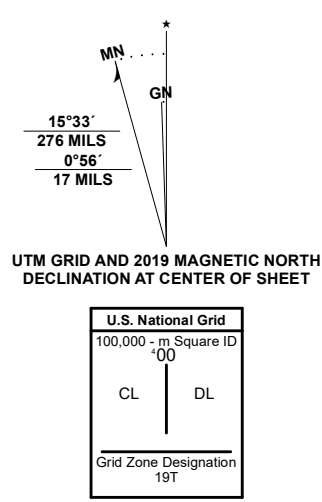 ★
MN
GN
15°33´
276 MILS
0°56´
17 MILS
UTM GRID AND 2019 MAGNETIC NORTH
DECLINATION AT CENTER OF SHEET
U.S. National Grid
100,000 - m Square ID
⁴00
CL DL
Grid Zone Designation
19T